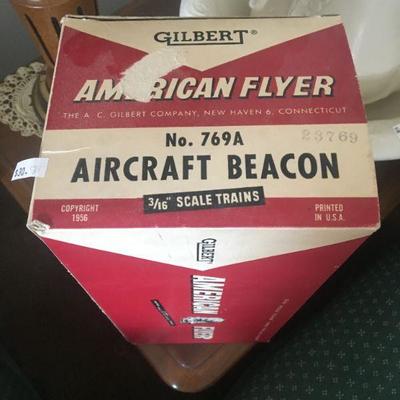 GILBERT®
AMERICAN FLYER
THE A. C. GILBERT COMPANY, NEW HAVEN 6, CONNECTICUT
No. 769A
23769
AIRCRAFT BEACON
3/16" SCALE TRAINS
COPYRIGHT
1956
PRINTED
IN U.S.A.
$30-
GILBERT
AMERICAN
FLYER